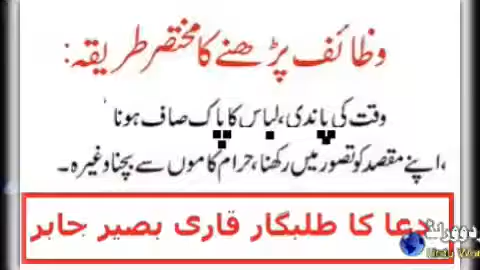 وظائف پڑھنے کا مختصر طریقہ:
وقت کی پابندی، لباس کا پاک صاف ہونا
، اپنے مقصد کو تصور میں رکھنا، حرام کاموں سے بچنا وغیرہ۔
دعا کا طلبگار قاری بصیر جابر